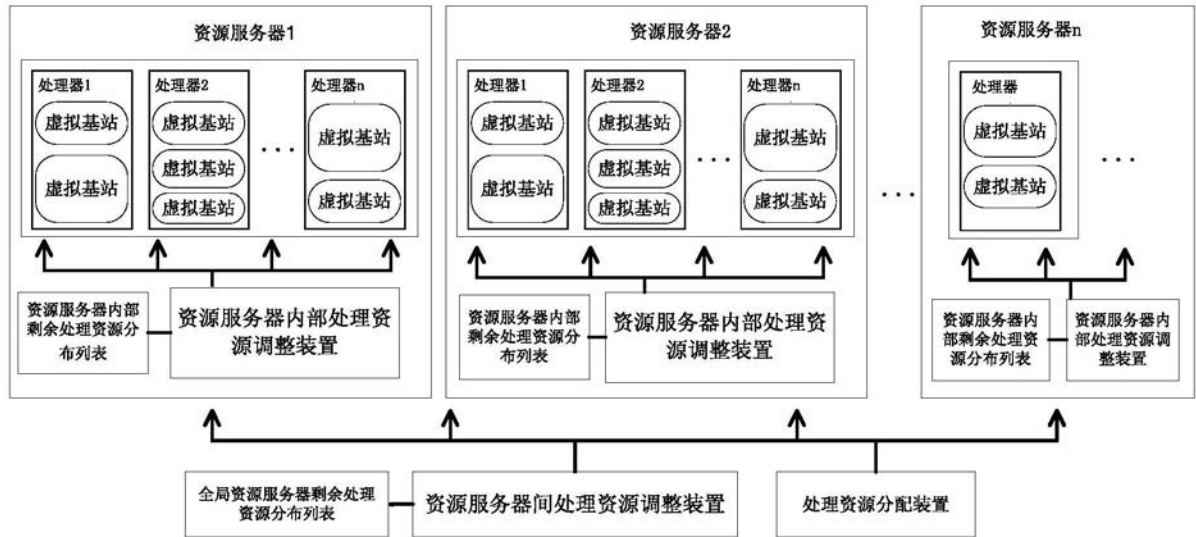 资源服务器1
处理器1
虚拟基站
虚拟基站
处理器2
虚拟基站
虚拟基站
虚拟基站
...
处理器n
虚拟基站
虚拟基站
资源服务器内部
剩余处理资源分
布列表
资源服务器内部处理资
源调整装置
资源服务器2
处理器1
虚拟基站
虚拟基站
处理器2
虚拟基站
虚拟基站
虚拟基站
...
处理器n
虚拟基站
虚拟基站
资源服务器内部
剩余处理资源分
布列表
资源服务器内部处理资
源调整装置
...
资源服务器n
处理器
虚拟基站
虚拟基站
...
资源服务器内
部剩余处理资
源分布列表
资源服务器内
部处理资源调
整装置
全局资源服务器剩余处理
资源分布列表
资源服务器间处理资源调整装置
处理资源分配装置